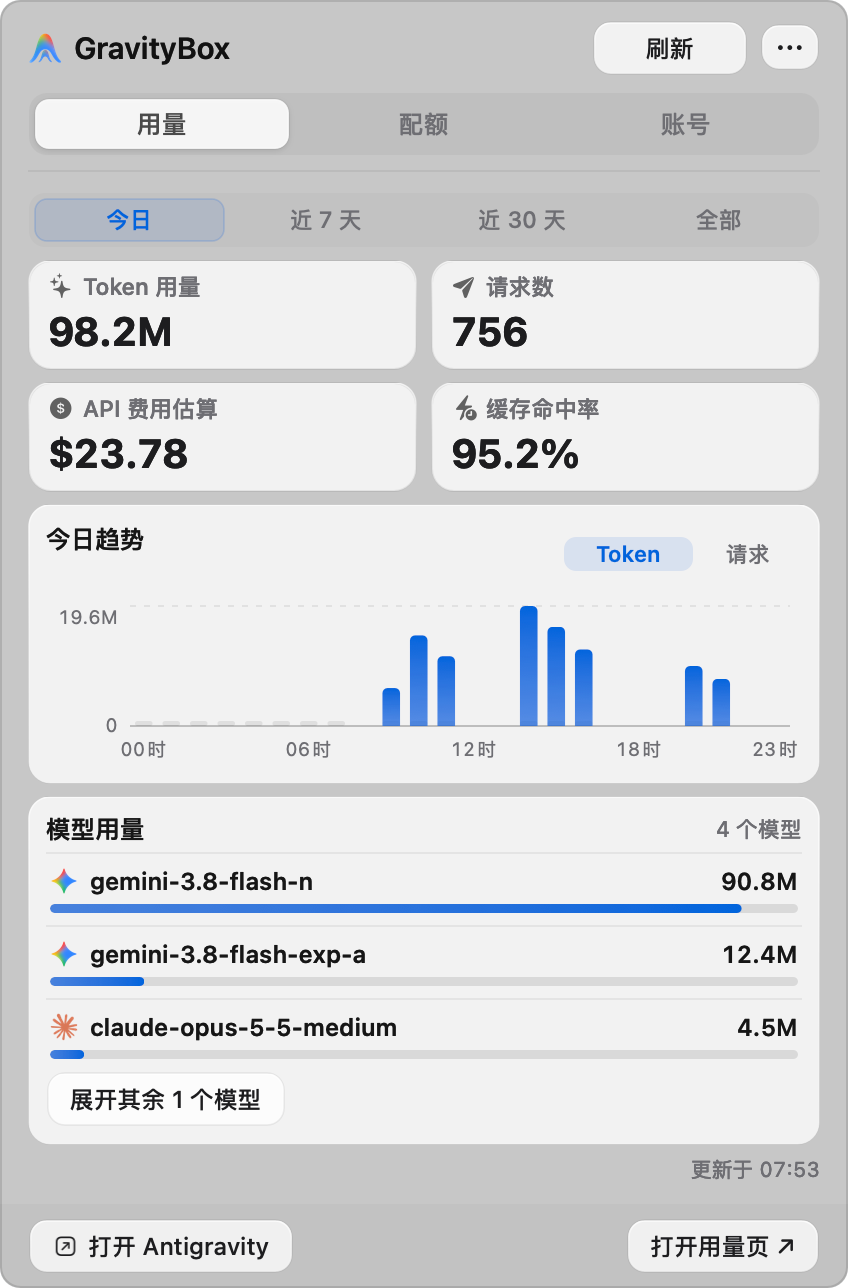 GravityBox
刷新
用量
配额
账号
今日
近 7 天
近 30 天
全部
Token 用量
98.2M
请求数
756
API 费用估算
$23.78
缓存命中率
95.2%
今日趋势
Token
请求
19.6M
0
00时
06时
12时
18时
23时
模型用量
4 个模型
gemini-3.8-flash-n
90.8M
gemini-3.8-flash-exp-a
12.4M
claude-opus-5-5-medium
4.5M
展开其余 1 个模型
更新于 07:53
打开 Antigravity
打开用量页